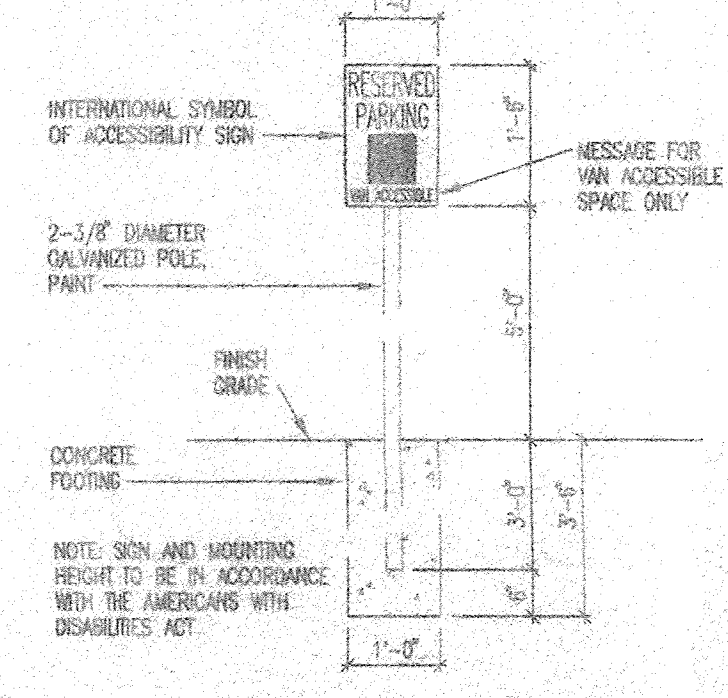 1'-0"
RESERVED
PARKING
VAN ACCESSIBLE
INTERNATIONAL SYMBOL
OF ACCESSIBILITY SIGN
1'-6"
MESSAGE FOR
VAN ACCESSIBLE
SPACE ONLY
2-3/8" DIAMETER
GALVANIZED POLE,
PAINT
5'-0"
FINISH
GRADE
CONCRETE
FOOTING
3'-0"
3'-6"
6"
NOTE: SIGN AND MOUNTING
HEIGHT TO BE IN ACCORDANCE
WITH THE AMERICANS WITH
DISABILITIES ACT
1'-0"